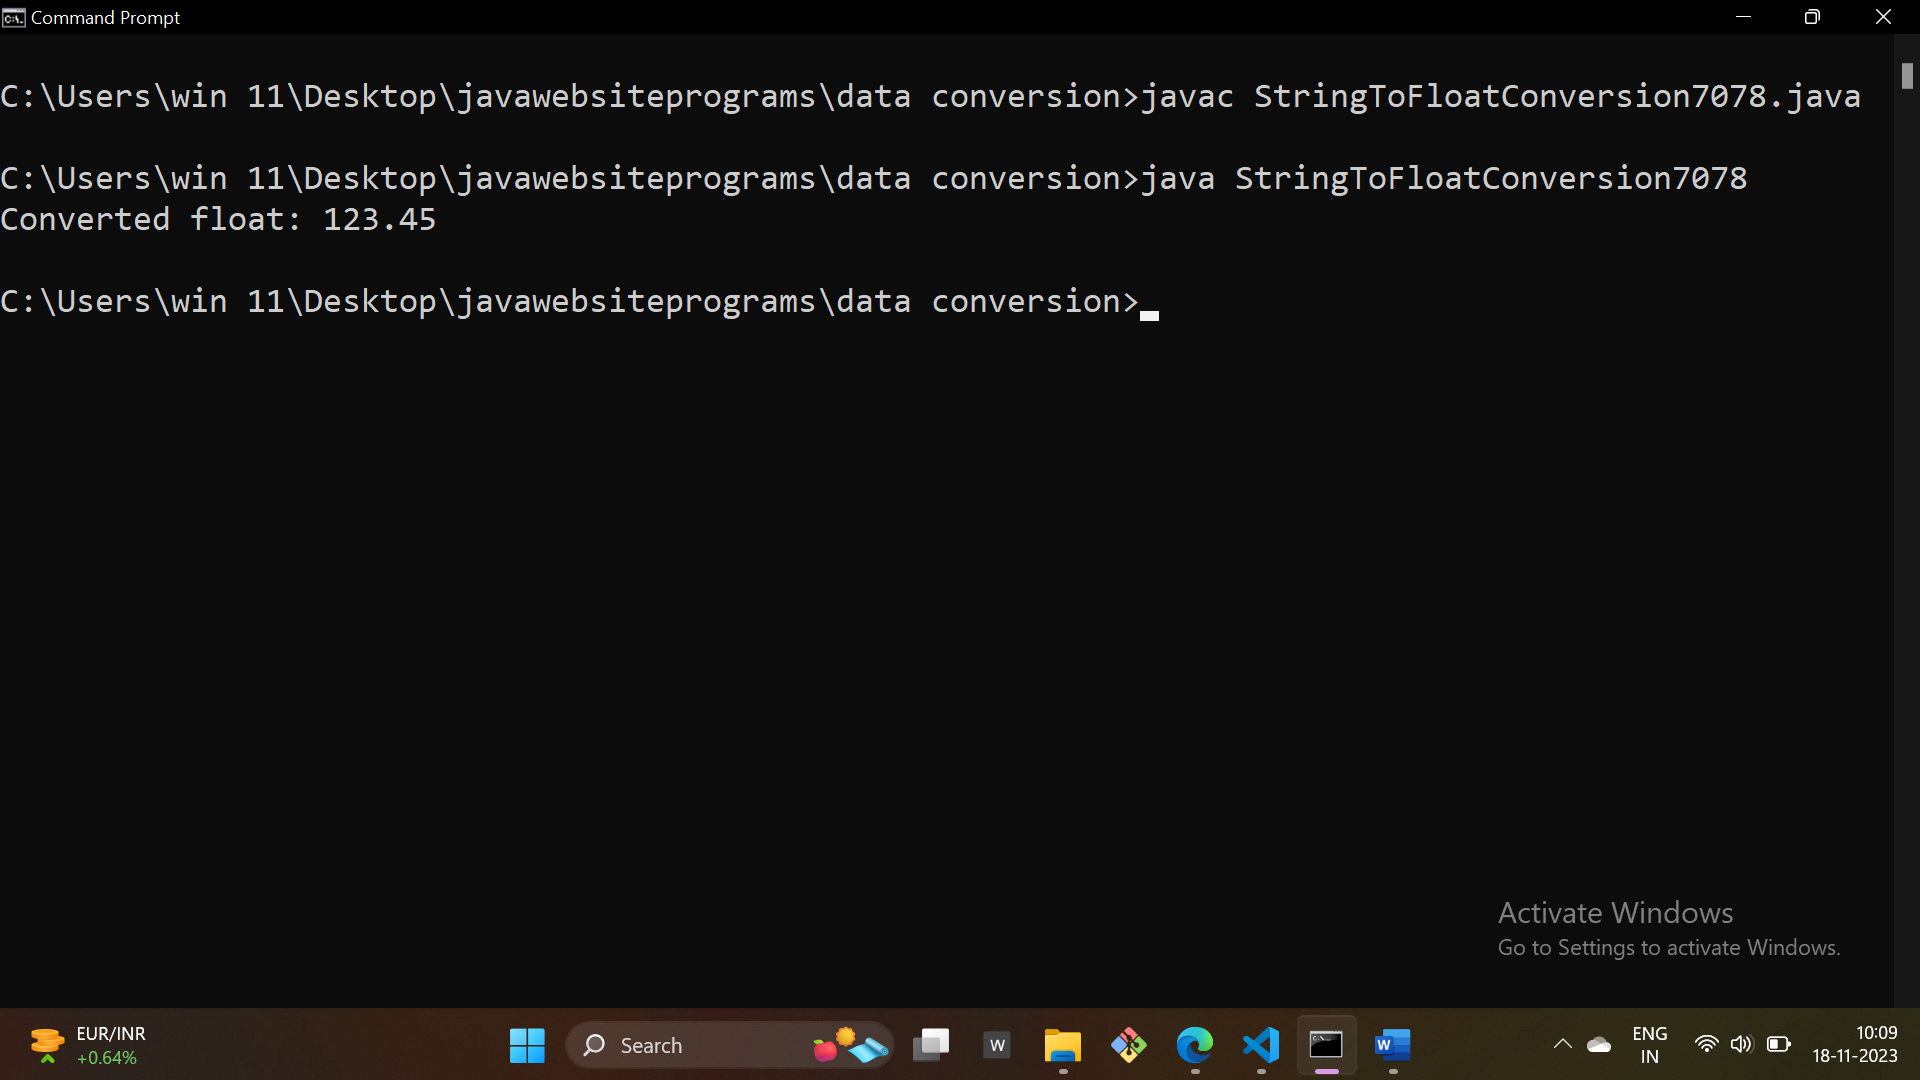 Command Prompt
C:\Users\win 11\Desktop\javawebsiteprograms\data conversion>javac StringToFloatConversion7078.java
C:\Users\win 11\Desktop\javawebsiteprograms\data conversion>java StringToFloatConversion7078
Converted float: 123.45
C:\Users\win 11\Desktop\javawebsiteprograms\data conversion>
Activate Windows
Go to Settings to activate Windows.
EUR/INR
+0.64%
Search
W
W
ENG
IN
10:09
18-11-2023